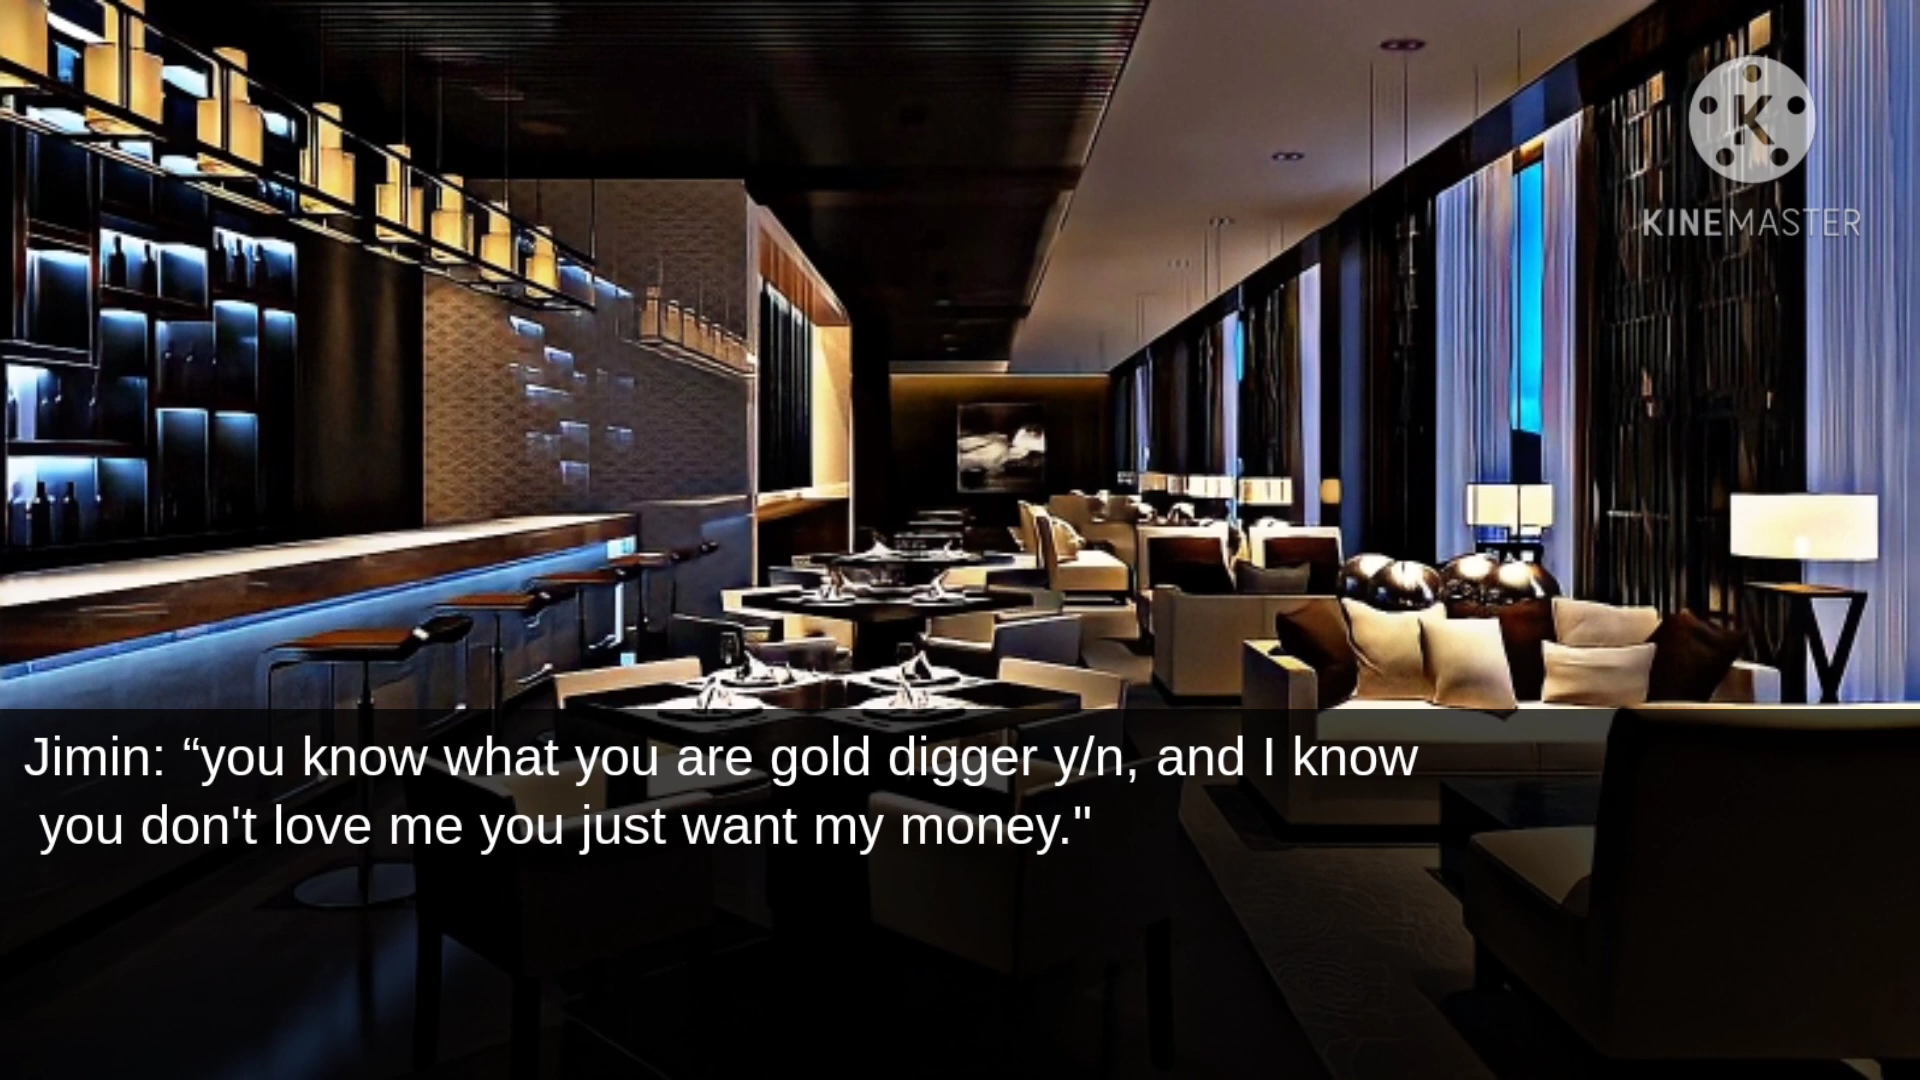 K
KINEMASTER
Jimin: “you know what you are gold digger y/n, and I know
you don't love me you just want my money."